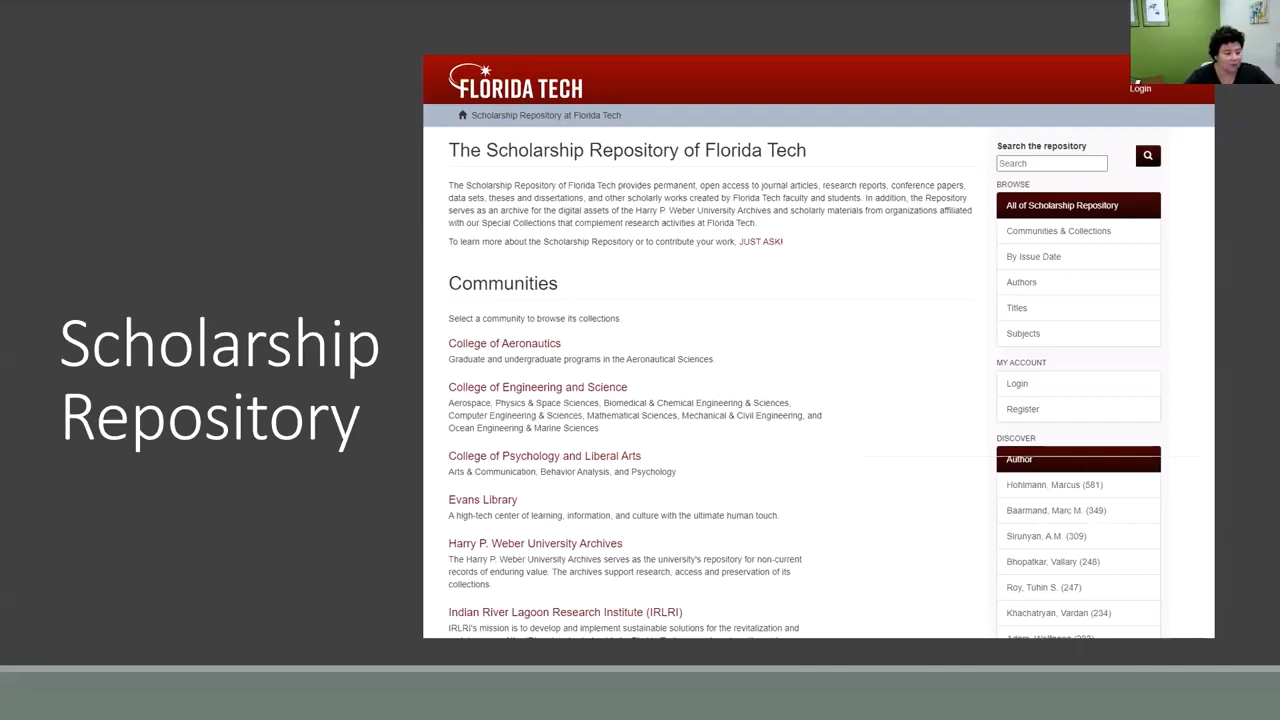 Scholarship
Repository
FLORIDA TECH
Login
Scholarship Repository at Florida Tech
The Scholarship Repository of Florida Tech
The Scholarship Repository of Florida Tech provides permanent, open access to journal articles, research reports, conference papers,
data sets, theses and dissertations, and other scholarly works created by Florida Tech faculty and students. In addition, the Repository
serves as an archive for the digital assets of the Harry P. Weber University Archives and scholarly materials from organizations affiliated
with our Special Collections that complement research activities at Florida Tech.
To learn more about the Scholarship Repository or to contribute your work, JUST ASK!
Communities
Select a community to browse its collections
College of Aeronautics
Graduate and undergraduate programs in the Aeronautical Sciences.
College of Engineering and Science
Aerospace, Physics & Space Sciences, Biomedical & Chemical Engineering & Sciences,
Computer Engineering & Sciences, Mathematical Sciences, Mechanical & Civil Engineering, and
Ocean Engineering & Marine Sciences
College of Psychology and Liberal Arts
Arts & Communication, Behavior Analysis, and Psychology
Evans Library
A high-tech center of learning, information, and culture with the ultimate human touch.
Harry P. Weber University Archives
The Harry P. Weber University Archives serves as the university's repository for non-current
records of enduring value. The archives support research, access and preservation of its
collections.
Indian River Lagoon Research Institute (IRLRI)
IRLRI's mission is to develop and implement sustainable solutions for the revitalization and
Search the repository
Search
BROWSE
All of Scholarship Repository
Communities & Collections
By Issue Date
Authors
Titles
Subjects
MY ACCOUNT
Login
Register
DISCOVER
Author
Hohlmann, Marcus (581)
Baarmand, Marc M. (349)
Sirunyan, A.M. (309)
Bhopatkar, Vallary (248)
Roy, Tuhin S. (247)
Khachatryan, Vardan (234)